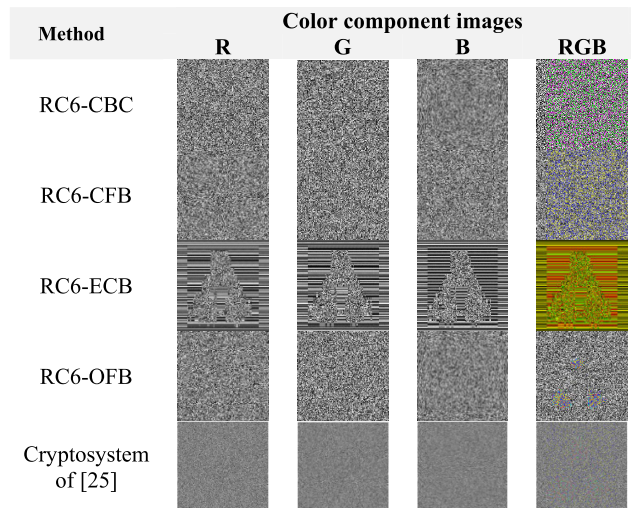 Method
Color component images
R G B RGB
RC6-CBC
RC6-CFB
RC6-ECB
RC6-OFB
Cryptosystem
of [25]